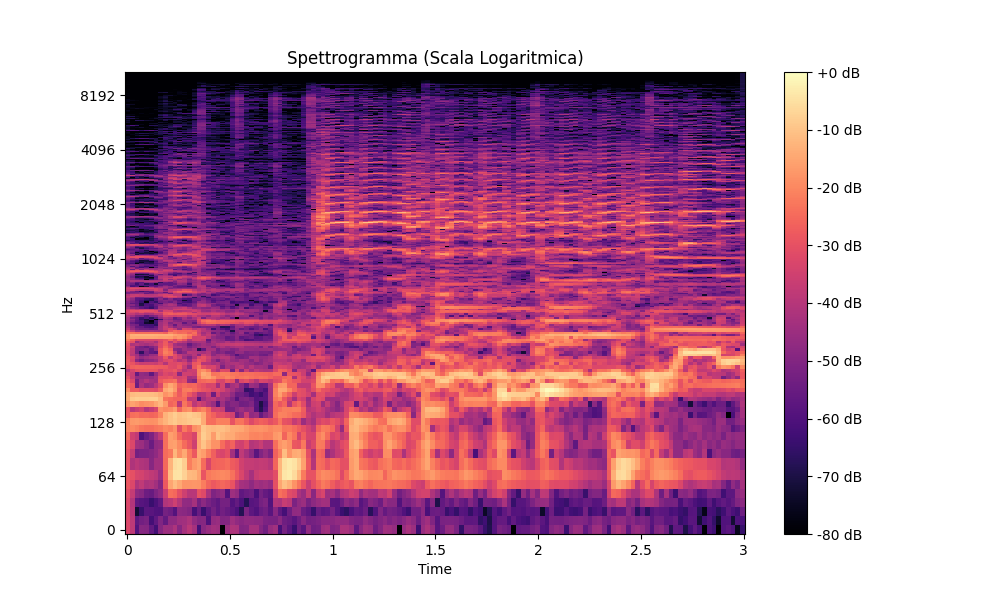 Spettrogramma (Scala Logaritmica)
Hz
8192
4096
2048
1024
512
256
128
64
0
0
0.5
1
1.5
2
2.5
3
Time
+0 dB
-10 dB
-20 dB
-30 dB
-40 dB
-50 dB
-60 dB
-70 dB
-80 dB